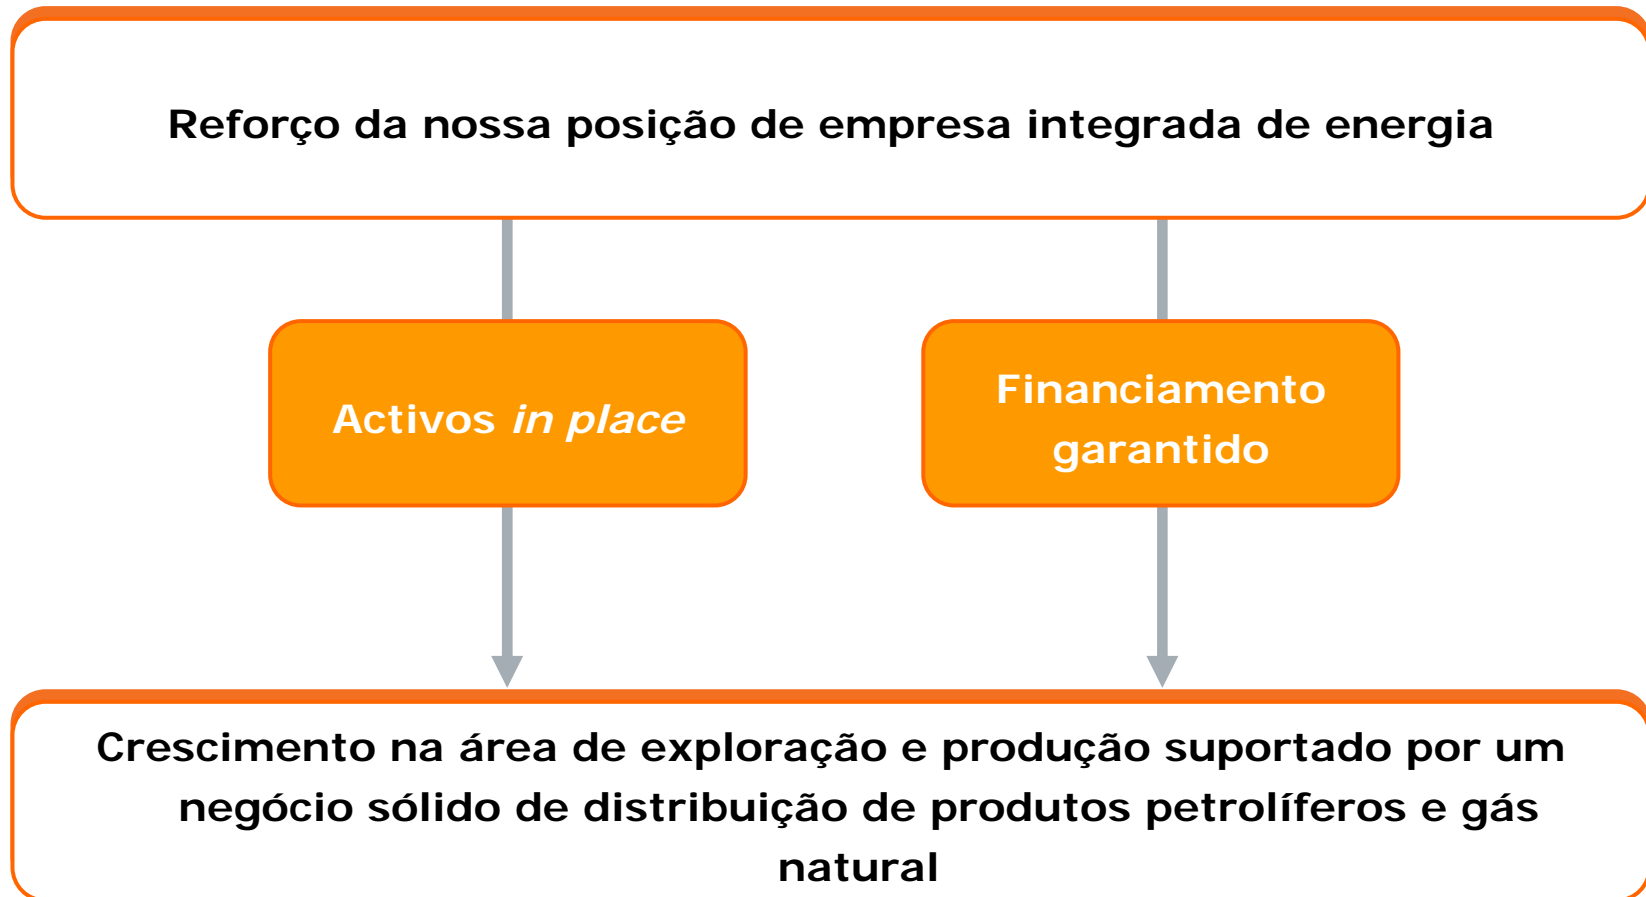 Reforço da nossa posição de empresa integrada de energia
Activos in place
Financiamento
garantido
Crescimento na área de exploração e produção suportado por um
negócio sólido de distribuição de produtos petrolíferos e gás
natural